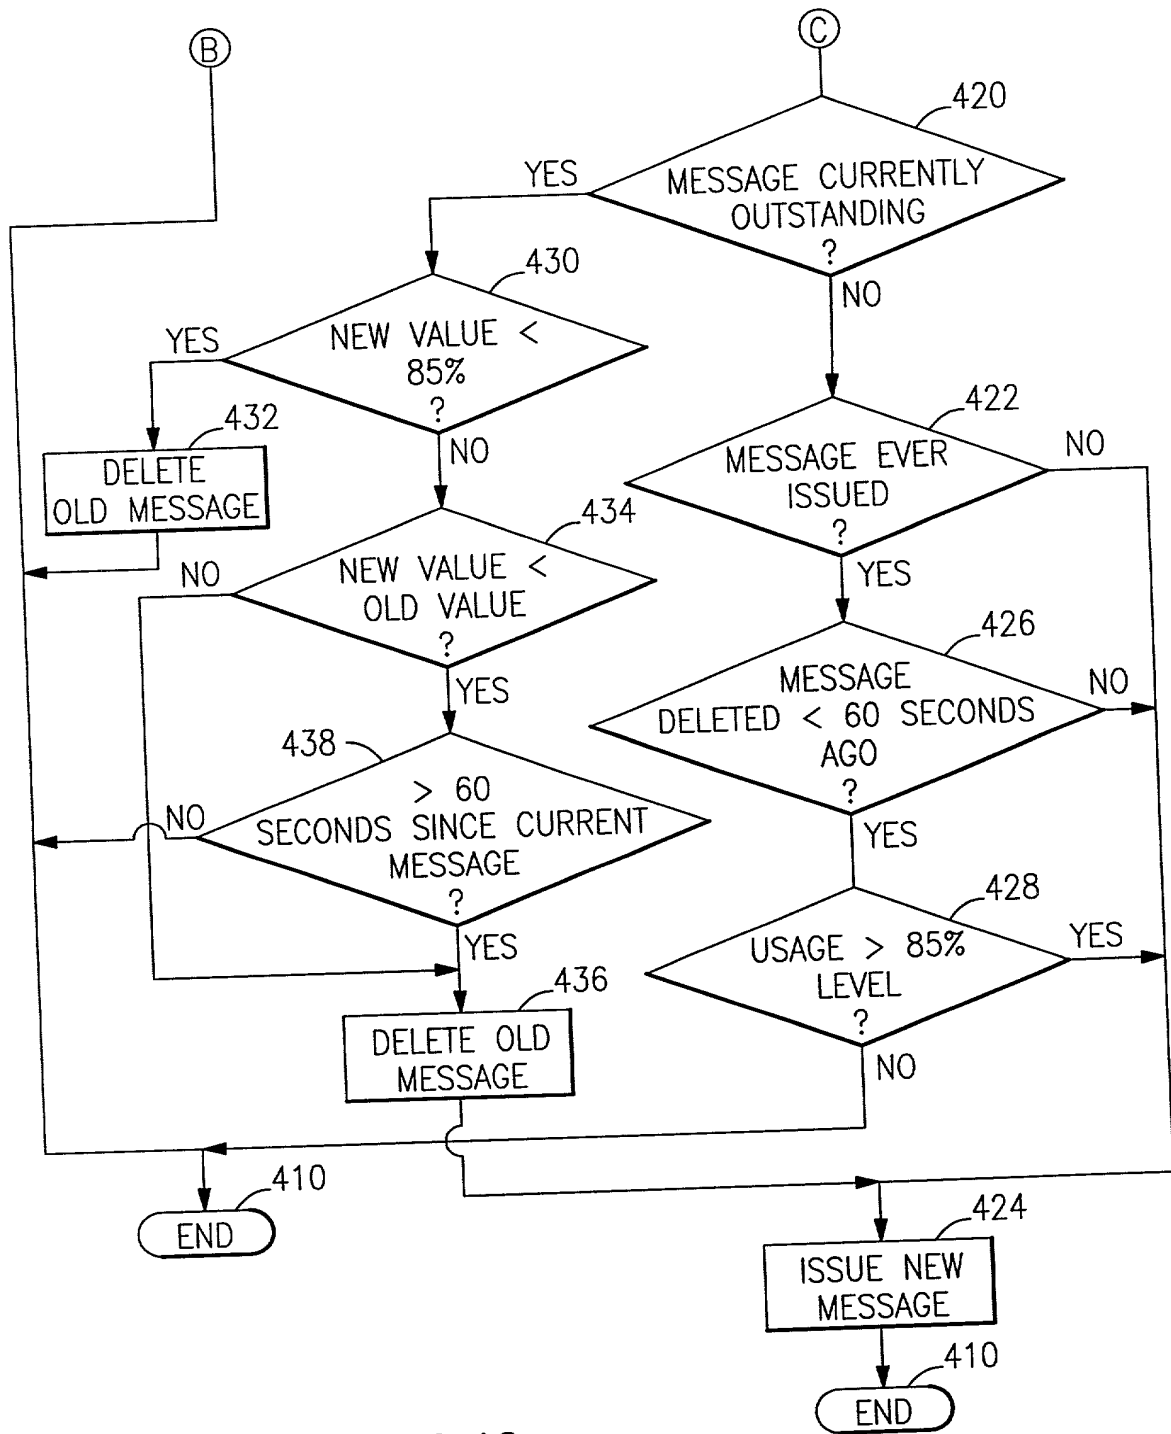 B
C
420
MESSAGE CURRENTLY
OUTSTANDING
?
YES
NO
430
NEW VALUE <
85%
?
YES
NO
432
DELETE
OLD MESSAGE
422
MESSAGE EVER
ISSUED
?
NO
YES
434
NEW VALUE <
OLD VALUE
?
NO
YES
426
MESSAGE
DELETED < 60 SECONDS
AGO
?
NO
YES
438
> 60
SECONDS SINCE CURRENT
MESSAGE
?
NO
YES
428
USAGE > 85%
LEVEL
?
YES
NO
436
DELETE OLD
MESSAGE
410
END
424
ISSUE NEW
MESSAGE
410
END